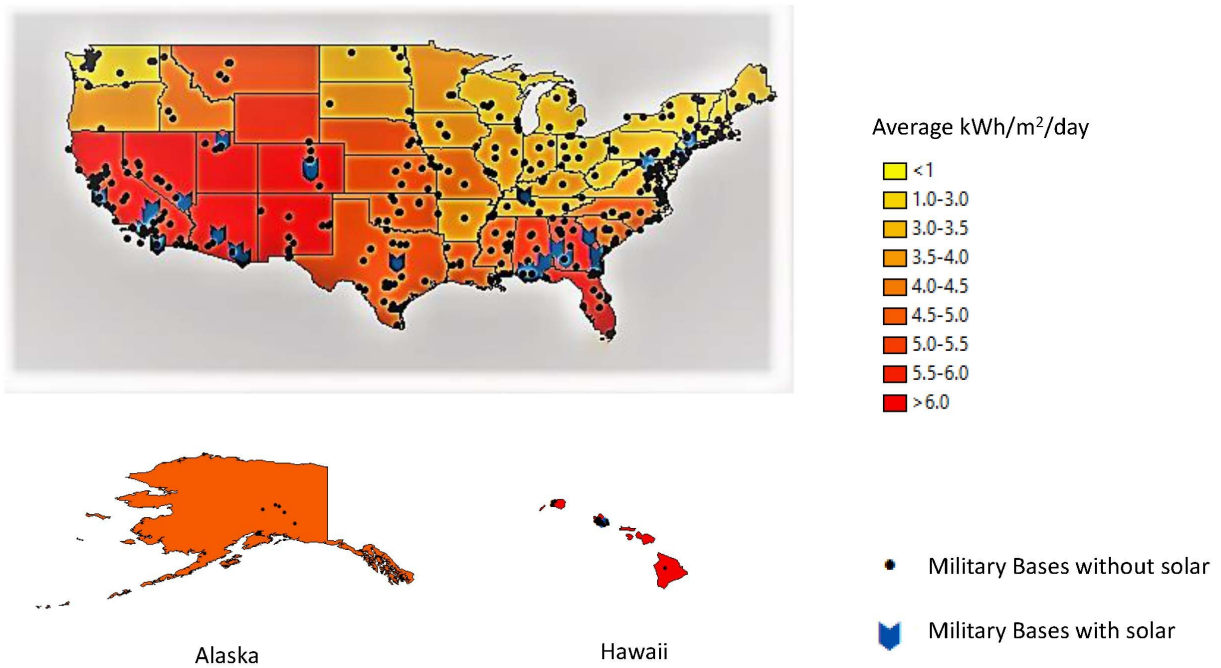 Average kWh/m²/day
<1
1.0-3.0
3.0-3.5
3.5-4.0
4.0-4.5
4.5-5.0
5.0-5.5
5.5-6.0
>6.0
Military Bases without solar
Military Bases with solar
Alaska
Hawaii